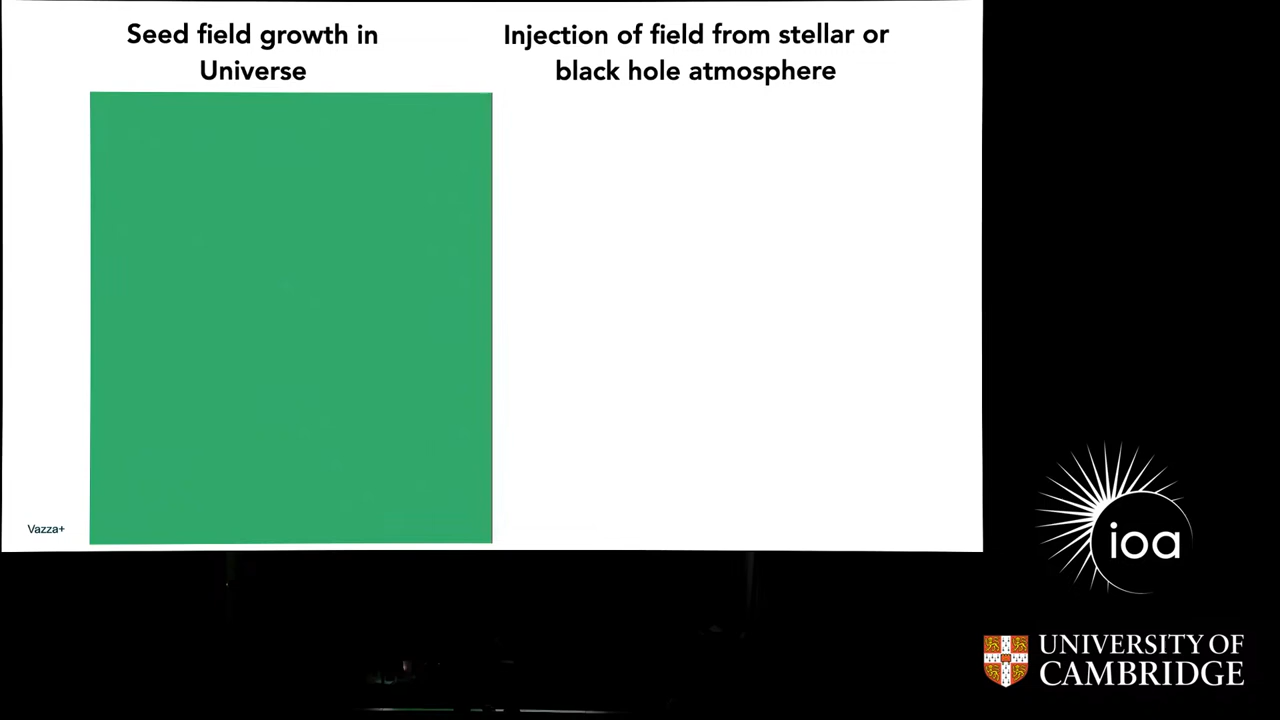 Seed field growth in
Universe
Injection of field from stellar or
black hole atmosphere
Vazza+
ioa
UNIVERSITY OF
CAMBRIDGE